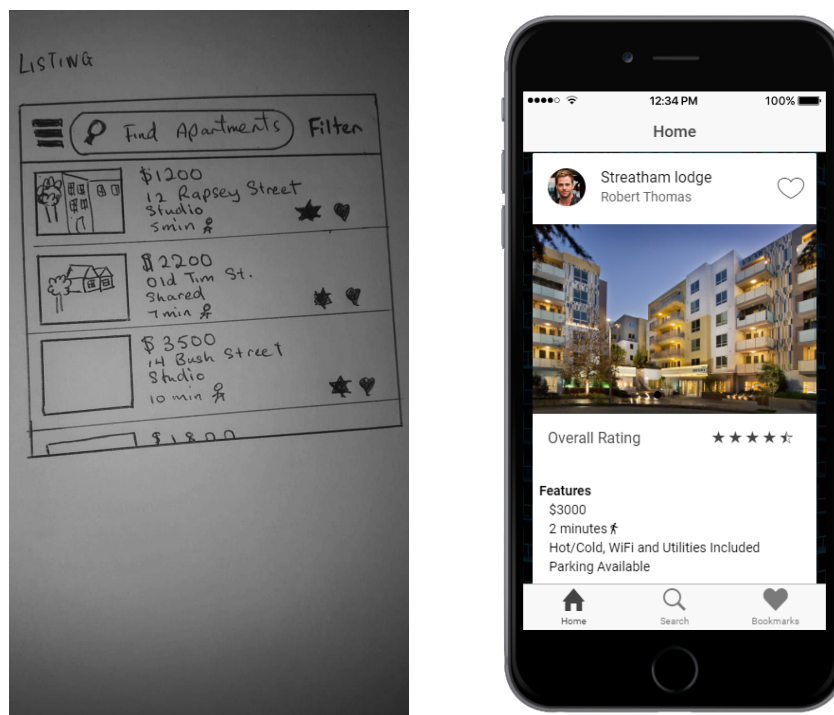 LISTING
Find Apartments Filter
$1200
12 Rapsey Street
Studio
5min
$2200
Old Tim St.
Shared
7min
$3500
14 Bush Street
Studio
10 min
$1800
12:34 PM 100%
Home
Streatham lodge
Robert Thomas
Overall Rating
Features
$3000
2 minutes
Hot/Cold, WiFi and Utilities Included
Parking Available
Home Search Bookmarks